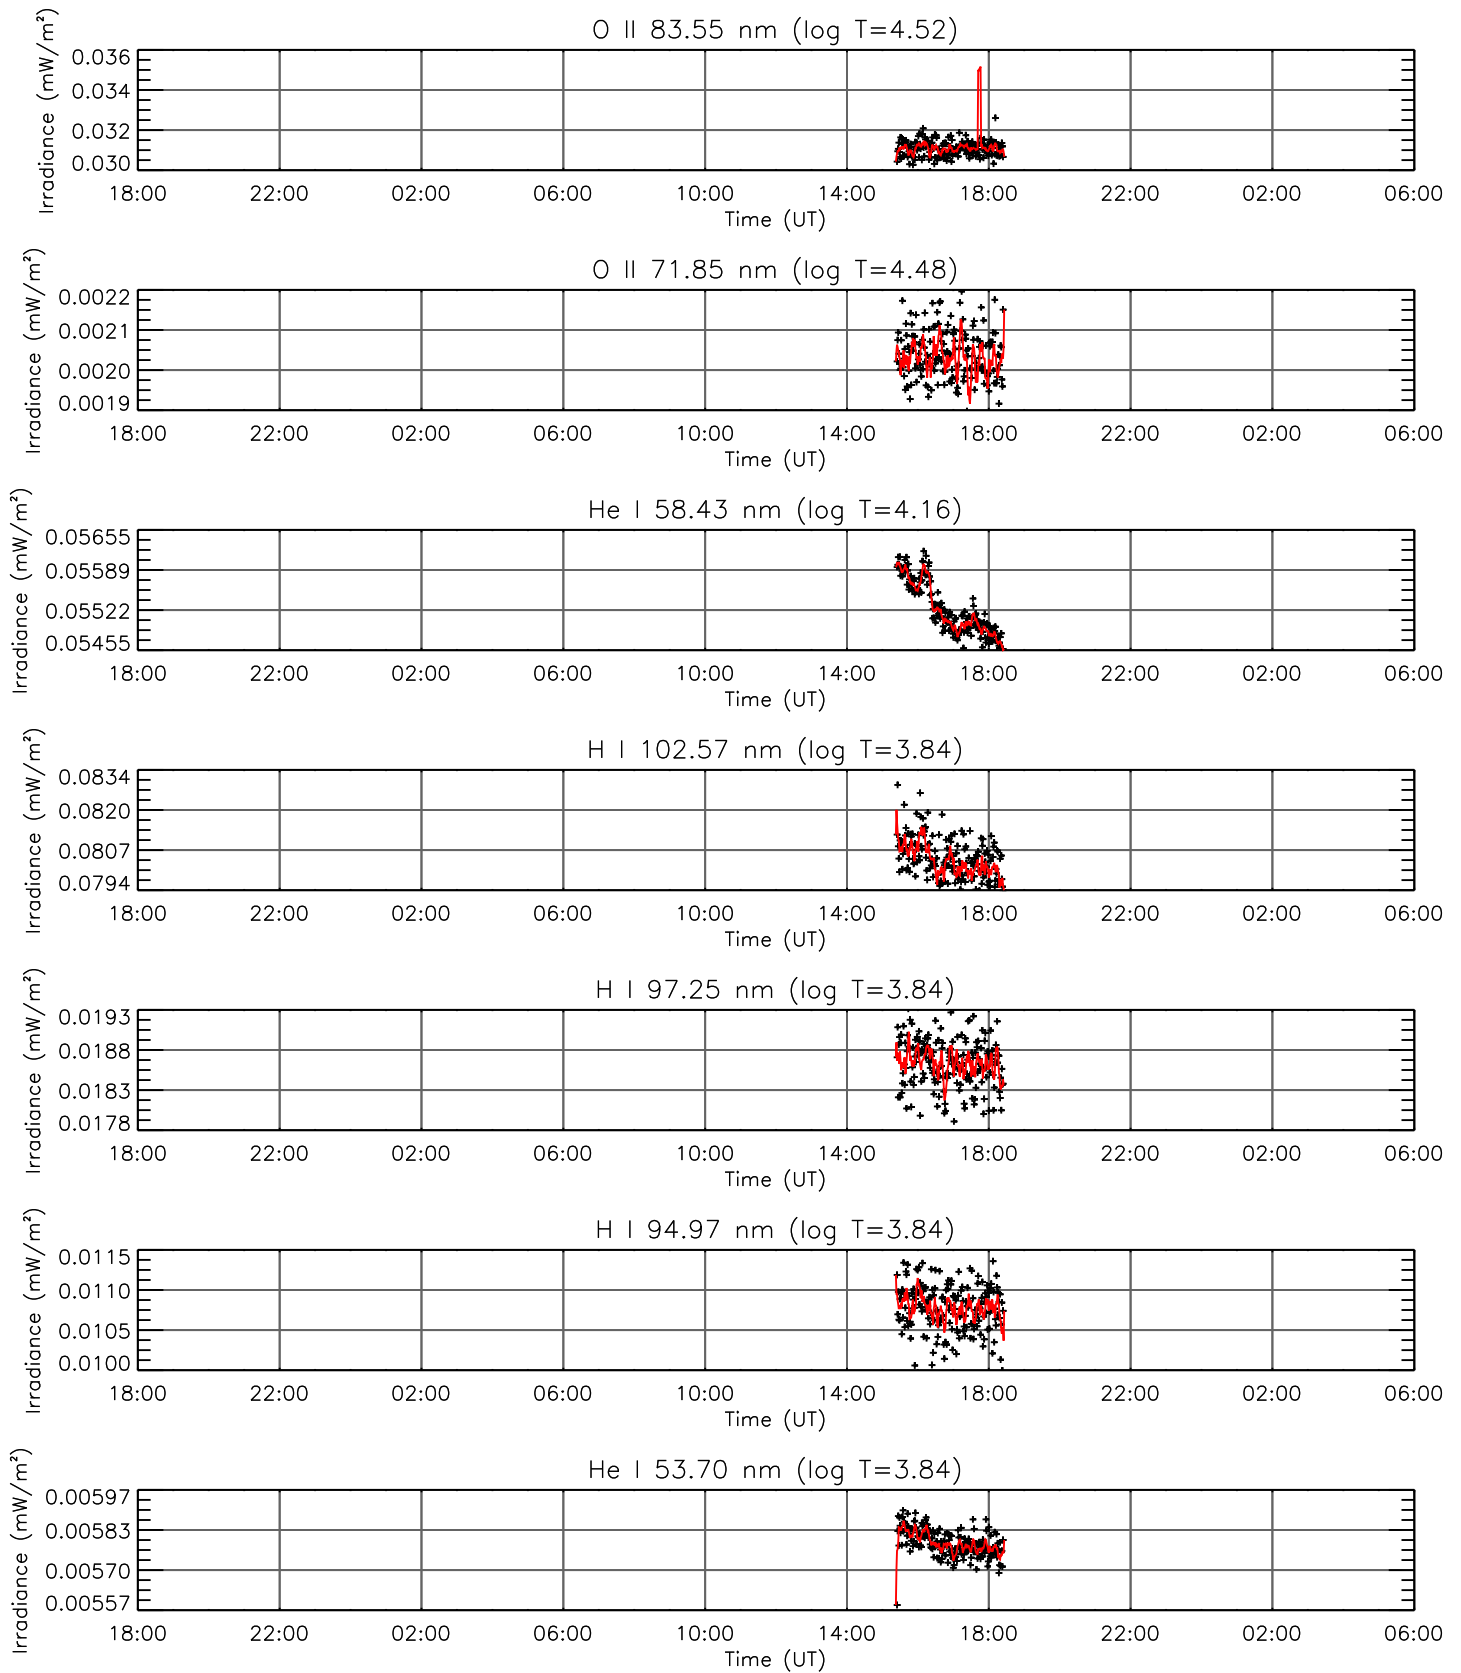 O II 83.55 nm (log T=4.52)
Irradiance (mW/m²)
0.036
0.034
0.032
0.030
18:00 22:00 02:00 06:00 10:00 14:00 18:00 22:00 02:00 06:00
Time (UT)
O II 71.85 nm (log T=4.48)
Irradiance (mW/m²)
0.0022
0.0021
0.0020
0.0019
18:00 22:00 02:00 06:00 10:00 14:00 18:00 22:00 02:00 06:00
Time (UT)
He I 58.43 nm (log T=4.16)
Irradiance (mW/m²)
0.05655
0.05589
0.05522
0.05455
18:00 22:00 02:00 06:00 10:00 14:00 18:00 22:00 02:00 06:00
Time (UT)
H I 102.57 nm (log T=3.84)
Irradiance (mW/m²)
0.0834
0.0820
0.0807
0.0794
18:00 22:00 02:00 06:00 10:00 14:00 18:00 22:00 02:00 06:00
Time (UT)
H I 97.25 nm (log T=3.84)
Irradiance (mW/m²)
0.0193
0.0188
0.0183
0.0178
18:00 22:00 02:00 06:00 10:00 14:00 18:00 22:00 02:00 06:00
Time (UT)
H I 94.97 nm (log T=3.84)
Irradiance (mW/m²)
0.0115
0.0110
0.0105
0.0100
18:00 22:00 02:00 06:00 10:00 14:00 18:00 22:00 02:00 06:00
Time (UT)
He I 53.70 nm (log T=3.84)
Irradiance (mW/m²)
0.00597
0.00583
0.00570
0.00557
18:00 22:00 02:00 06:00 10:00 14:00 18:00 22:00 02:00 06:00
Time (UT)